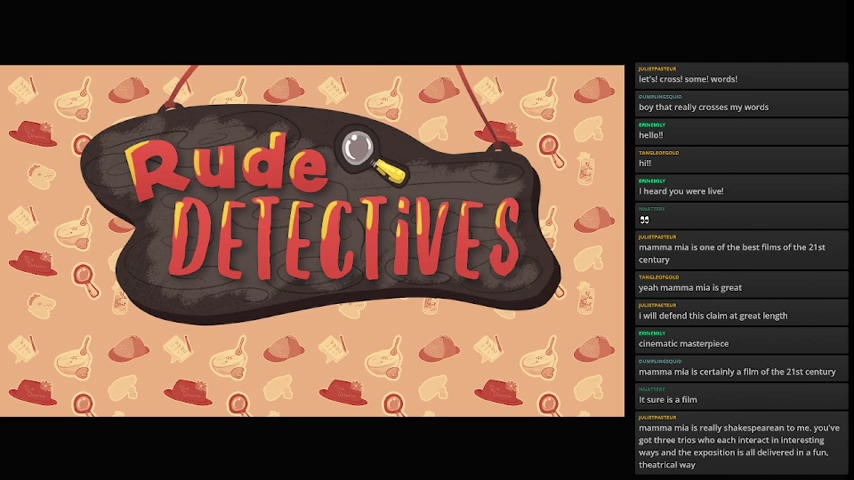 Rude
DETECTIVES
JULIETPASTEUR
let's! cross! some! words!
DUMPLINGSQUID
boy that really crosses my words
ERINEMILY
hello!!
TANGLEOFGOLD
hi!!
ERINEMILY
I heard you were live!
JULIETPASTEUR
mamma mia is one of the best films of the 21st
century
TANGLEOFGOLD
yeah mamma mia is great
JULIETPASTEUR
i will defend this claim at great length
ERINEMILY
cinematic masterpiece
DUMPLINGSQUID
mamma mia is certainly a film of the 21st century
It sure is a film
JULIETPASTEUR
mamma mia is really shakespearean to me. you've
got three trios who each interact in interesting
ways and the exposition is all delivered in a fun,
theatrical way